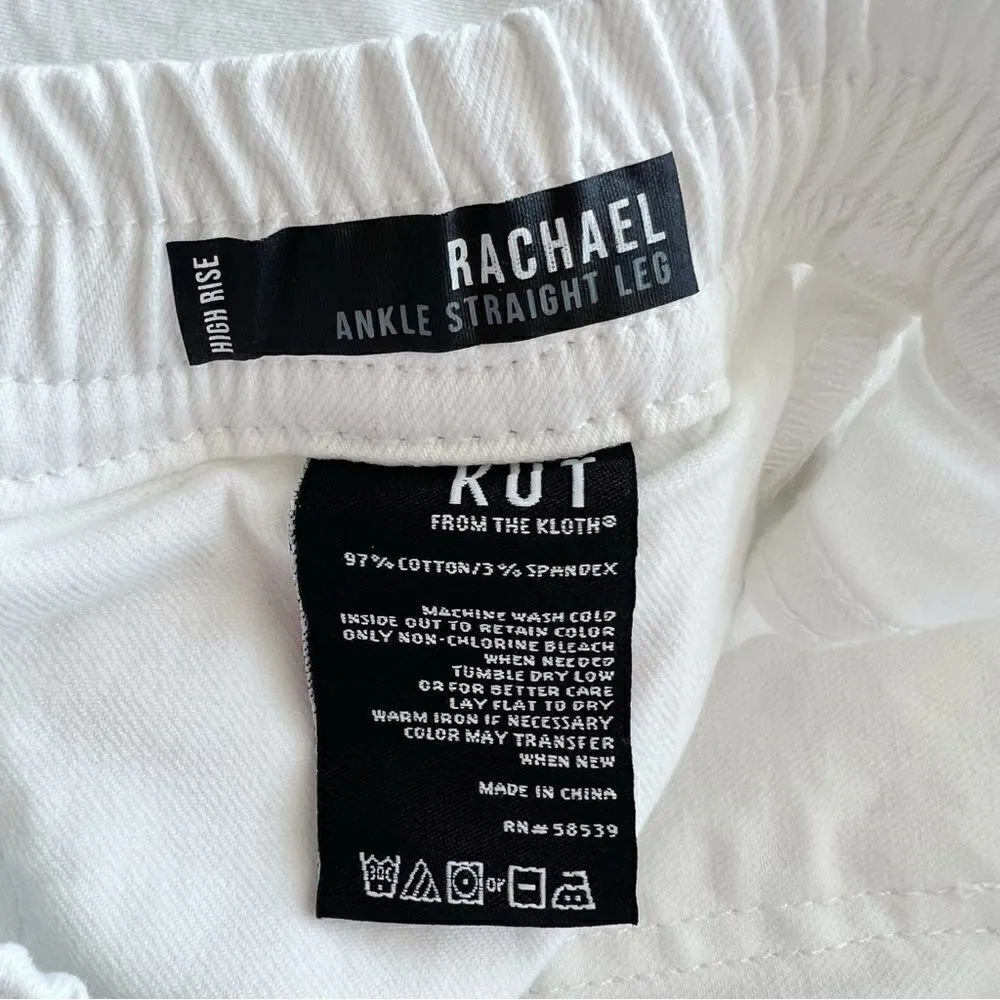 HIGH RISE
RACHAEL
ANKLE STRAIGHT LEG
KUT
FROM THE KLOTH®
97% COTTON/3% SPANDEX
MACHINE WASH COLD
INSIDE OUT TO RETAIN COLOR
ONLY NON-CHLORINE BLEACH
WHEN NEEDED
TUMBLE DRY LOW
OR FOR BETTER CARE
LAY FLAT TO DRY
WARM IRON IF NECESSARY
COLOR MAY TRANSFER
WHEN NEW
MADE IN CHINA
RN#58539
30C or